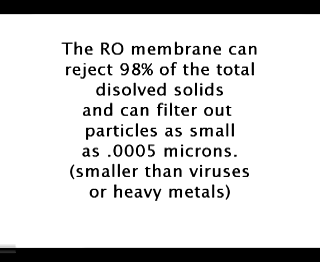 The RO membrane can
reject 98% of the total
disolved solids
and can filter out
particles as small
as .0005 microns.
(smaller than viruses
or heavy metals)